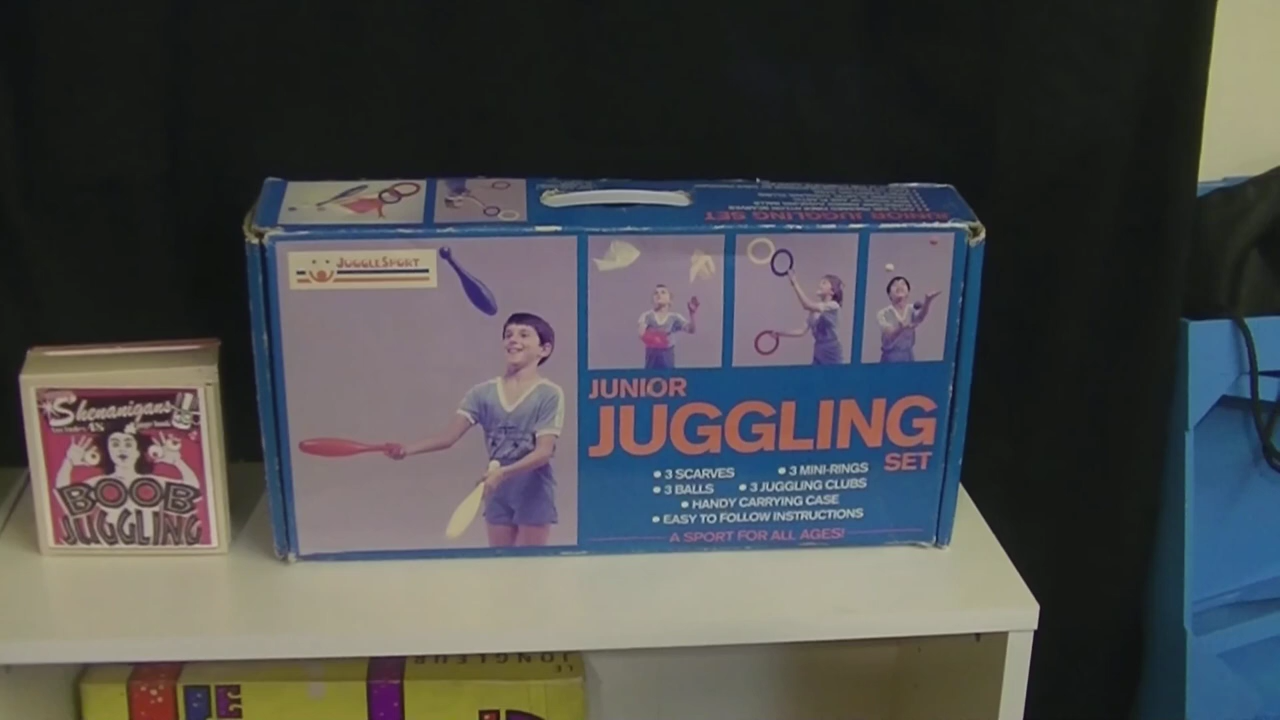 JUGGLESPORT
JUNIOR JUGGLING SET
JUNIOR
JUGGLING
SET
• 3 SCARVES • 3 MINI-RINGS
• 3 BALLS • 3 JUGGLING CLUBS
• HANDY CARRYING CASE
• EASY TO FOLLOW INSTRUCTIONS
A SPORT FOR ALL AGES!
Shenanigans
BOOB
JUGGLING
LE
JONGLEUR